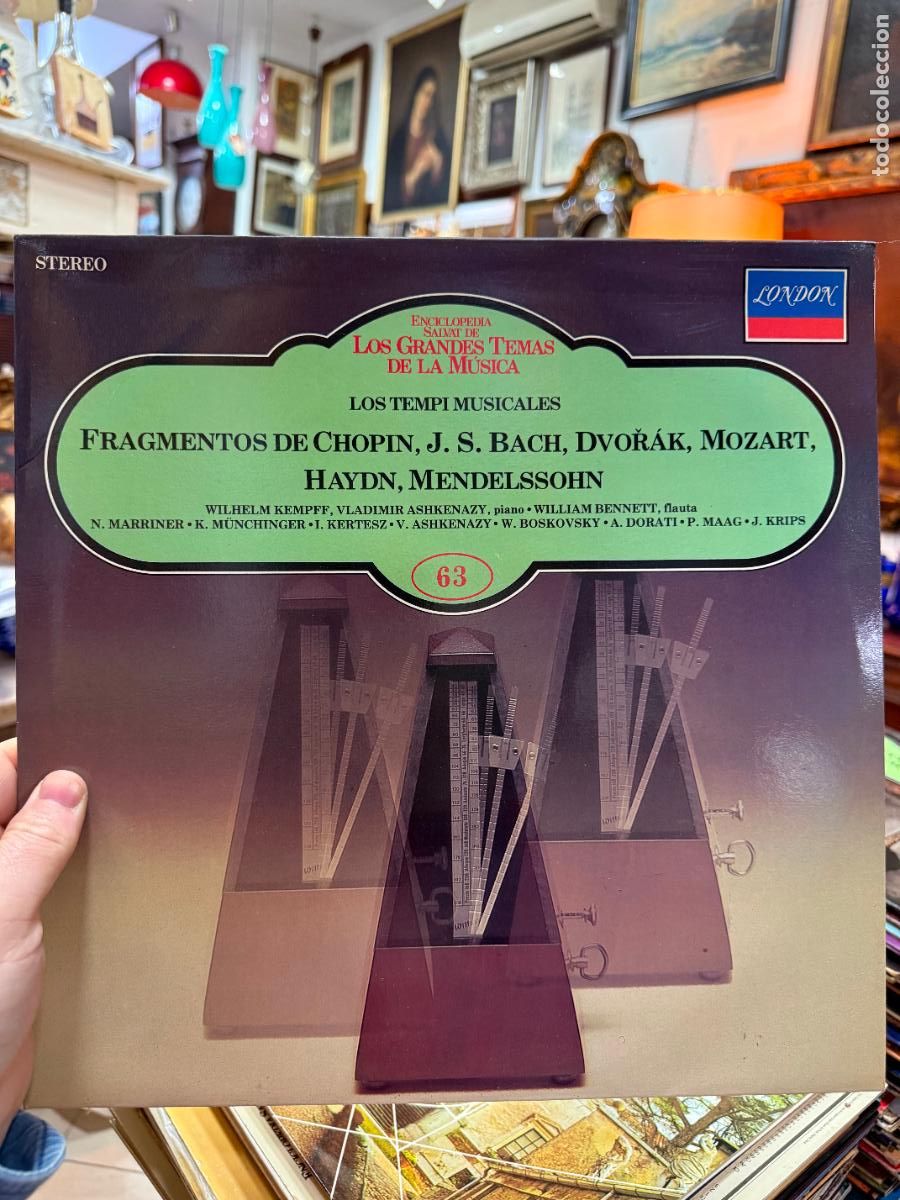 todocoleccion
STEREO
LONDON
ENCICLOPEDIA
SALVAT DE
LOS GRANDES TEMAS
DE LA MÚSICA
LOS TEMPI MUSICALES
FRAGMENTOS DE CHOPIN, J. S. BACH, DVOŘÁK, MOZART,
HAYDN, MENDELSSOHN
WILHELM KEMPFF, VLADIMIR ASHKENAZY, piano • WILLIAM BENNETT, flauta
N. MARRINER • K. MÜNCHINGER • I. KERTESZ • V. ASHKENAZY • W. BOSKOVSKY • A. DORATI • P. MAAG • J. KRIPS
63